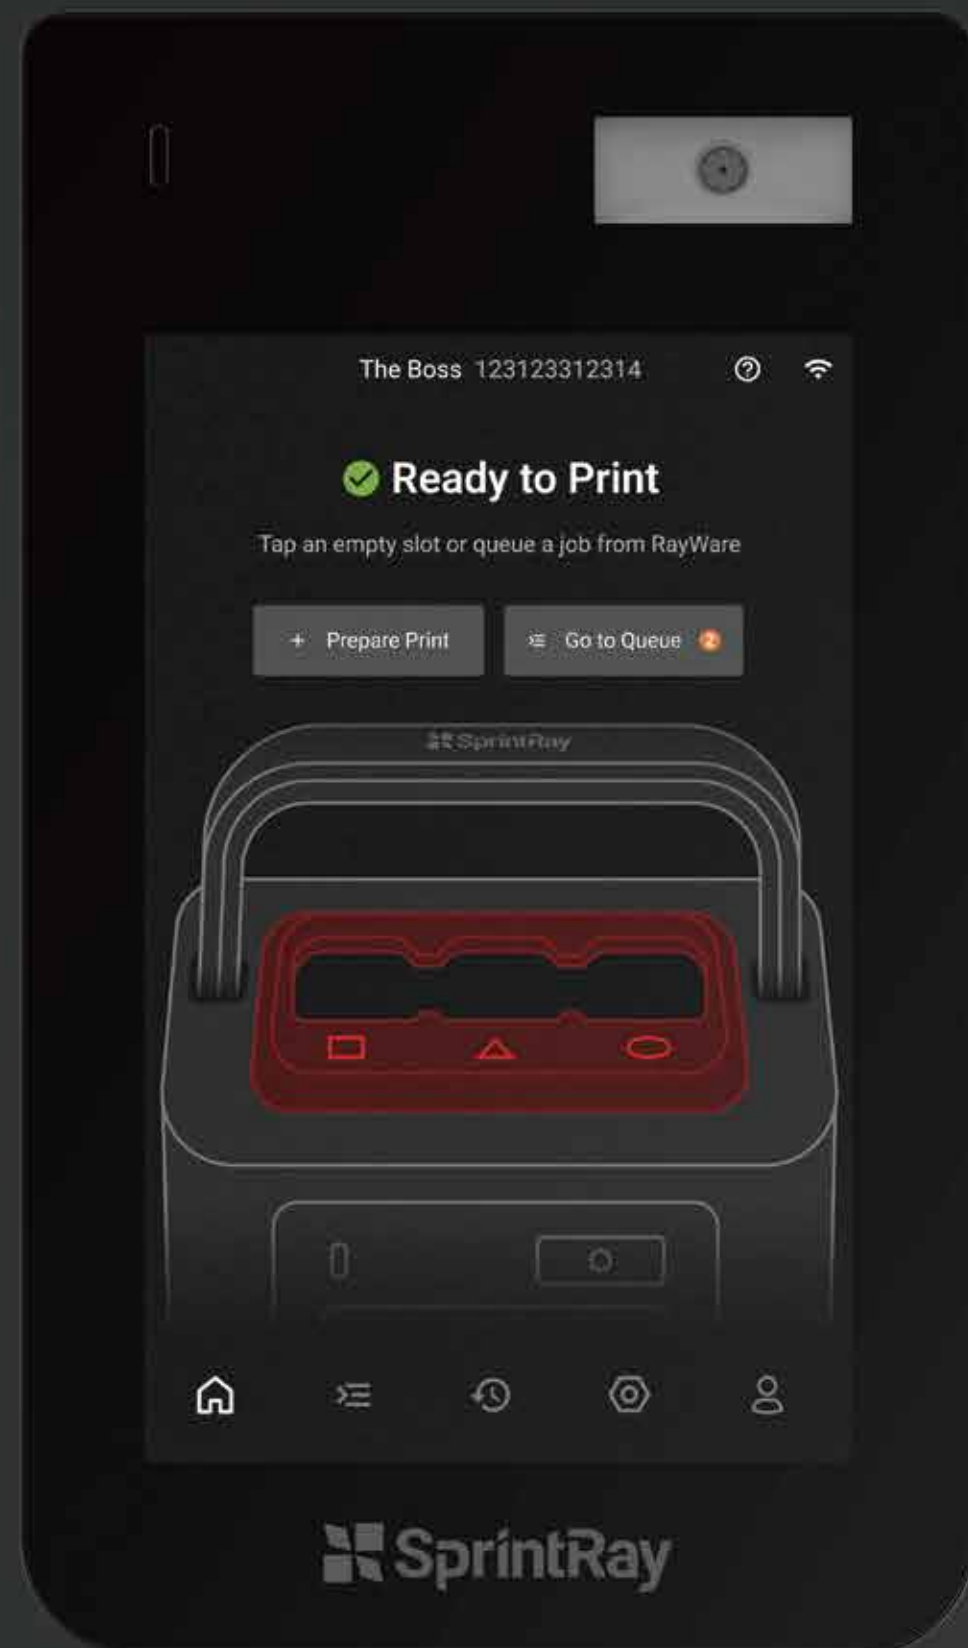 The Boss 123123312314
Ready to Print
Tap an empty slot or queue a job from RayWare
+ Prepare Print
Go to Queue 2
SprintRay
SprintRay